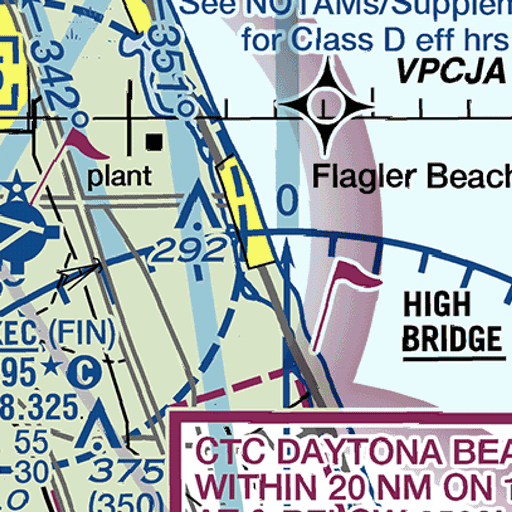 See NOTAMs/Supplem
for Class D eff hrs
342°
351°
VPCJA
plant
Flagler Beach
0
292
HIGH
BRIDGE
KEC (FIN)
95 * C
8.325
55
30
375
(350)
CTC DAYTONA BEA
WITHIN 20 NM ON 1